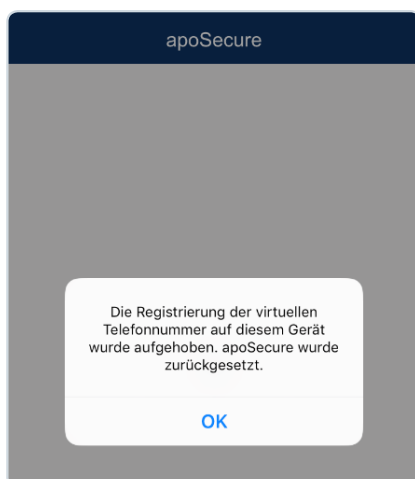 apoSecure
Die Registrierung der virtuellen
Telefonnummer auf diesem Gerät
wurde aufgehoben. apoSecure wurde
zurückgesetzt.
OK